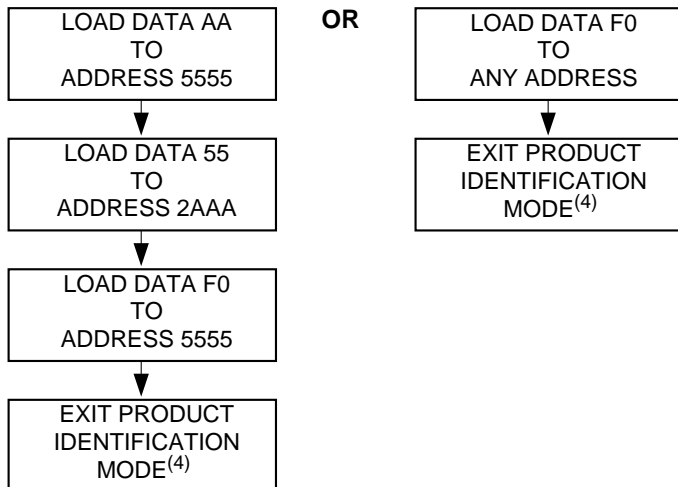 LOAD DATA AA
TO
ADDRESS 5555
LOAD DATA 55
TO
ADDRESS 2AAA
LOAD DATA F0
TO
ADDRESS 5555
EXIT PRODUCT
IDENTIFICATION
MODE(4)
OR
LOAD DATA F0
TO
ANY ADDRESS
EXIT PRODUCT
IDENTIFICATION
MODE(4)